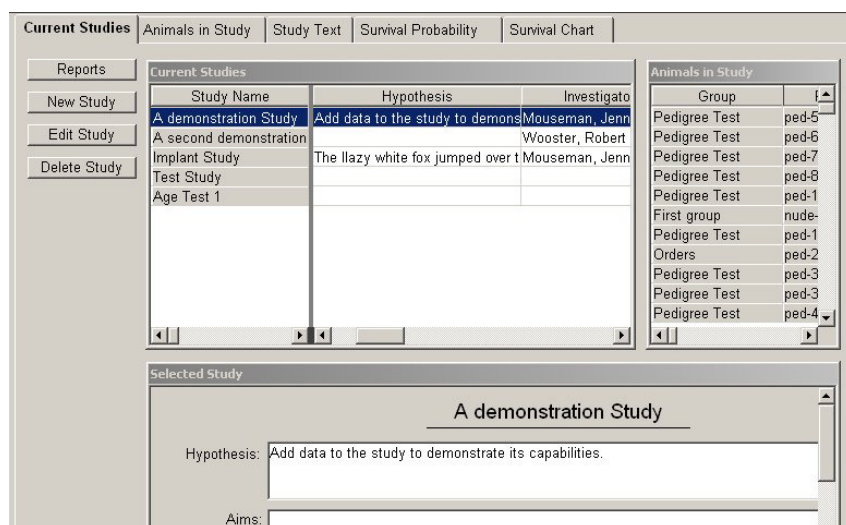 Current Studies Animals in Study Study Text Survival Probability Survival Chart
Reports
New Study
Edit Study
Delete Study
Current Studies
Study Name Hypothesis Investigato
A demonstration Study Add data to the study to demons Mouseman, Jenn
A second demonstration Wooster, Robert
Implant Study The llazy white fox jumped over t Mouseman, Jenn
Test Study
Age Test 1
Animals in Study
Group
Pedigree Test ped-5
Pedigree Test ped-6
Pedigree Test ped-7
Pedigree Test ped-8
Pedigree Test ped-1
First group nude-
Pedigree Test ped-1
Orders ped-2
Pedigree Test ped-3
Pedigree Test ped-3
Pedigree Test ped-4
Selected Study
A demonstration Study
Hypothesis: Add data to the study to demonstrate its capabilities.
Aims: